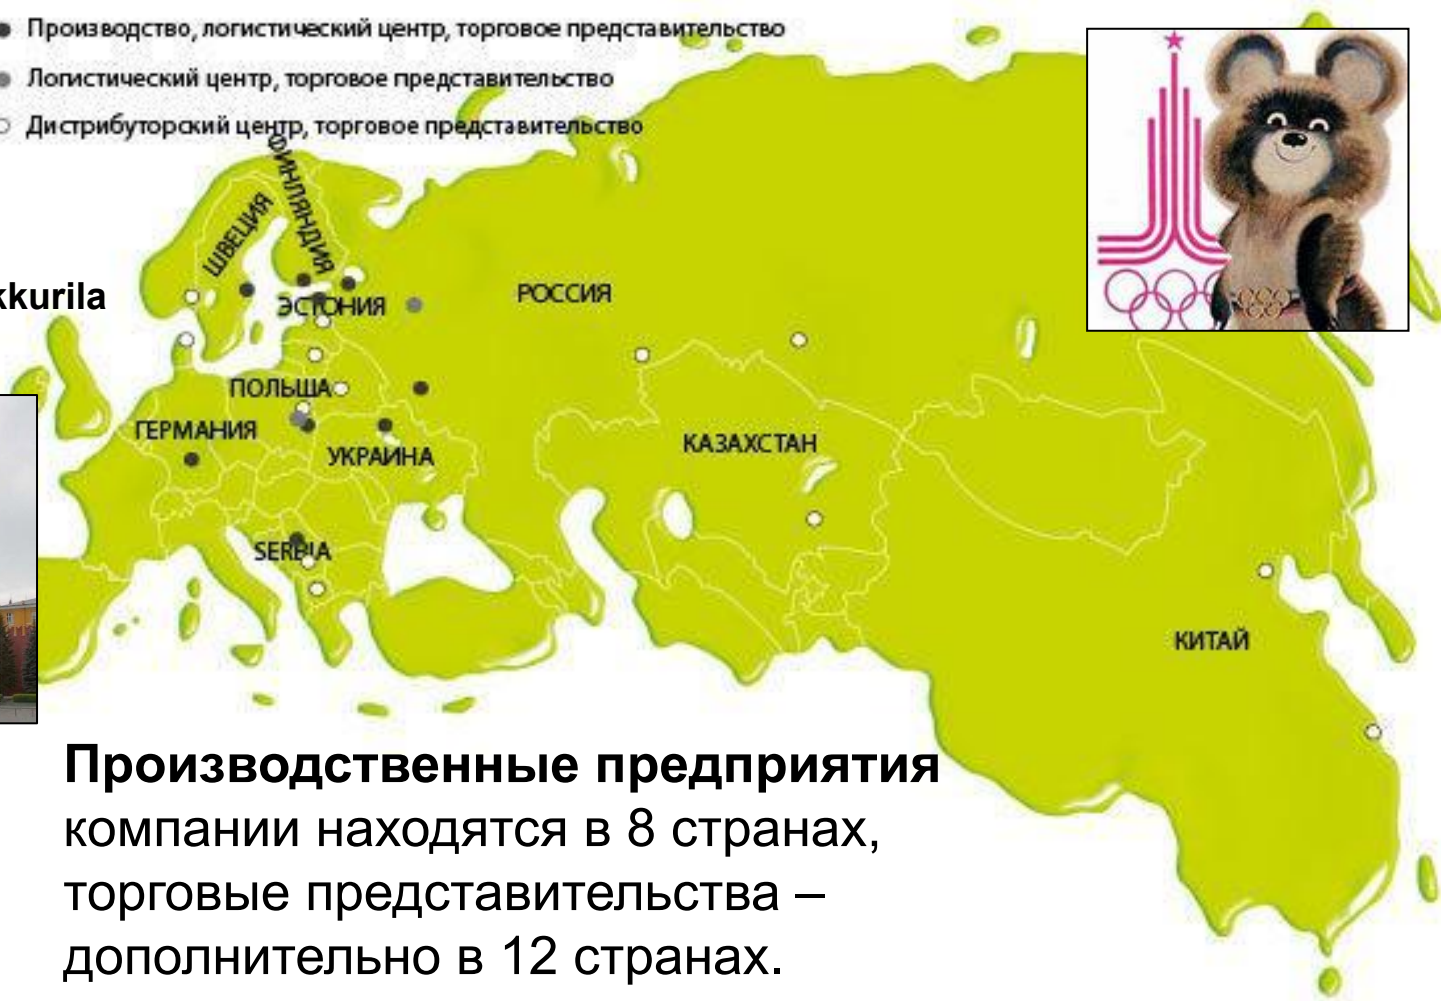 Производство, логистический центр, торговое представительство
Логистический центр, торговое представительство
Дистрибуторский центр, торговое представительство
ФИНЛЯНДИЯ
ШВЕЦИЯ
kkurila
ЭСТОНИЯ
РОССИЯ
ПОЛЬША
ГЕРМАНИЯ
УКРАИНА
КАЗАХСТАН
SERBIA
КИТАЙ
Производственные предприятия
компании находятся в 8 странах,
торговые представительства –
дополнительно в 12 странах.